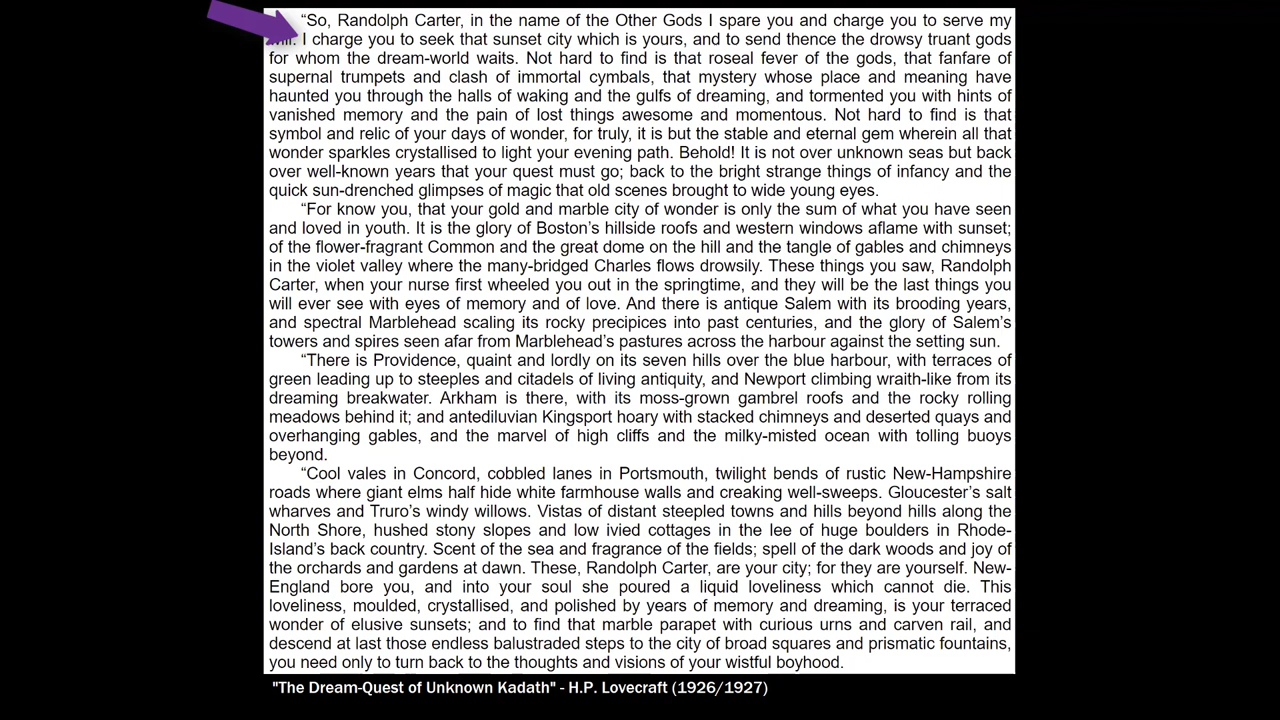 “So, Randolph Carter, in the name of the Other Gods I spare you and charge you to serve my
will. I charge you to seek that sunset city which is yours, and to send thence the drowsy truant gods
for whom the dream-world waits. Not hard to find is that roseal fever of the gods, that fanfare of
supernal trumpets and clash of immortal cymbals, that mystery whose place and meaning have
haunted you through the halls of waking and the gulfs of dreaming, and tormented you with hints of
vanished memory and the pain of lost things awesome and momentous. Not hard to find is that
symbol and relic of your days of wonder, for truly, it is but the stable and eternal gem wherein all that
wonder sparkles crystallised to light your evening path. Behold! It is not over unknown seas but back
over well-known years that your quest must go; back to the bright strange things of infancy and the
quick sun-drenched glimpses of magic that old scenes brought to wide young eyes.
“For know you, that your gold and marble city of wonder is only the sum of what you have seen
and loved in youth. It is the glory of Boston’s hillside roofs and western windows aflame with sunset;
of the flower-fragrant Common and the great dome on the hill and the tangle of gables and chimneys
in the violet valley where the many-bridged Charles flows drowsily. These things you saw, Randolph
Carter, when your nurse first wheeled you out in the springtime, and they will be the last things you
will ever see with eyes of memory and of love. And there is antique Salem with its brooding years,
and spectral Marblehead scaling its rocky precipices into past centuries, and the glory of Salem’s
towers and spires seen afar from Marblehead’s pastures across the harbour against the setting sun.
“There is Providence, quaint and lordly on its seven hills over the blue harbour, with terraces of
green leading up to steeples and citadels of living antiquity, and Newport climbing wraith-like from its
dreaming breakwater. Arkham is there, with its moss-grown gambrel roofs and the rocky rolling
meadows behind it; and antediluvian Kingsport hoary with stacked chimneys and deserted quays and
overhanging gables, and the marvel of high cliffs and the milky-misted ocean with tolling buoys
beyond.
“Cool vales in Concord, cobbled lanes in Portsmouth, twilight bends of rustic New-Hampshire
roads where giant elms half hide white farmhouse walls and creaking well-sweeps. Gloucester’s salt
wharves and Truro’s windy willows. Vistas of distant steepled towns and hills beyond hills along the
North Shore, hushed stony slopes and low ivied cottages in the lee of huge boulders in Rhode-
Island’s back country. Scent of the sea and fragrance of the fields; spell of the dark woods and joy of
the orchards and gardens at dawn. These, Randolph Carter, are your city; for they are yourself. New-
England bore you, and into your soul she poured a liquid loveliness which cannot die. This
loveliness, moulded, crystallised, and polished by years of memory and dreaming, is your terraced
wonder of elusive sunsets; and to find that marble parapet with curious urns and carven rail, and
descend at last those endless balustraded steps to the city of broad squares and prismatic fountains,
you need only to turn back to the thoughts and visions of your wistful boyhood.
"The Dream-Quest of Unknown Kadath" - H.P. Lovecraft (1926/1927)